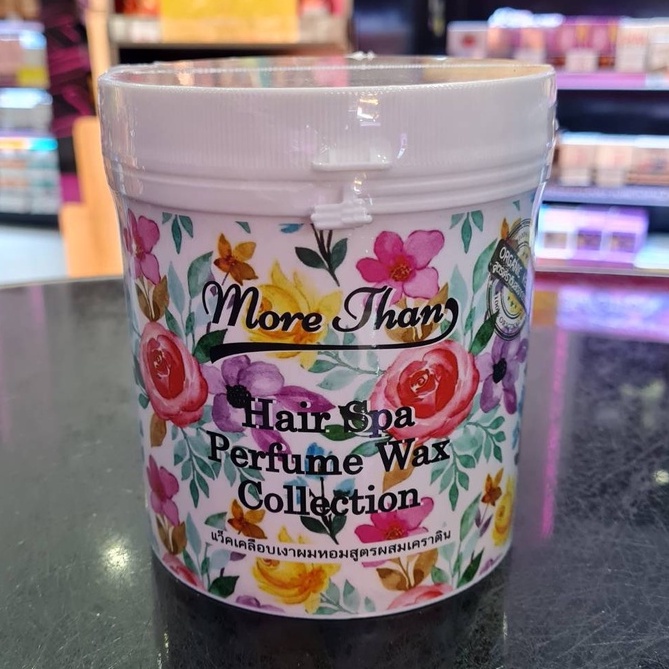 More Than
Hair Spa
Perfume Wax
Collection
แว็คเคลือบเงาผมหอมสูตรผสมเคราติน
ORGANIC